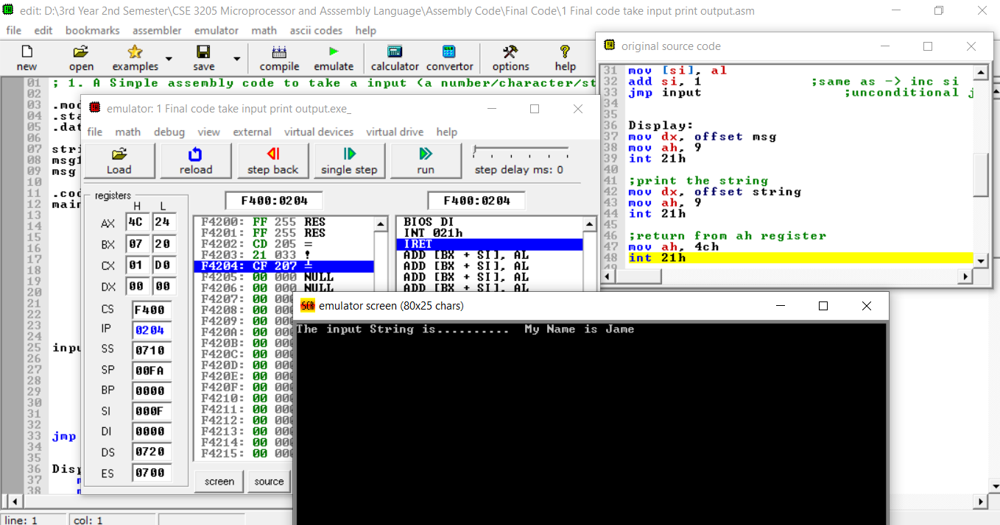 edit: D:\3rd Year 2nd Semester\CSE 3205 Microprocessor and Asssembly Language\Assembly Code\Final Code\1 Final code take input print output.asm
file edit bookmarks assembler emulator math ascii codes help
new open examples save compile emulate calculator convertor options help
01 ; 1. A Simple assembly code to take a input (a number/character/st
02
03 .mod
04 .sta
05 .dat
06
07 stri
08 msg1
09 msg
10
11 .cod
12 main
13
14
15
16
17
18
19
20
21
22
23
24
25 inpu
26
27
28
29
30
31
32
33 jmp
34
35
36 Disp
37
38
line: 1 col: 1
emulator: 1 Final code take input print output.exe_
file math debug view external virtual devices virtual drive help
Load reload step back single step run step delay ms: 0
registers
H L
AX 4C 24
BX 07 20
CX 01 D0
DX 00 00
CS F400
IP 0204
SS 0710
SP 00FA
BP 0000
SI 000F
DI 0000
DS 0720
ES 0700
F400:0204 F400:0204
F4200: FF 255 RES
F4201: FF 255 RES
F4202: CD 205 =
F4203: 21 033 !
F4204: CF 207 ╧
F4205: 00 000 NULL
F4206: 00 000 NULL
F4207: 00 000
F4208: 00 000
F4209: 00 000
F420A: 00 000
F420B: 00 000
F420C: 00 000
F420D: 00 000
F420E: 00 000
F420F: 00 000
F4210: 00 000
F4211: 00 000
F4212: 00 000
F4213: 00 000
F4214: 00 000
F4215: 00 000
BIOS DI
INT 021h
IRET
ADD [BX + SI], AL
ADD [BX + SI], AL
ADD [BX + SI], AL
ADD [BX + SI], AL
screen source
original source code
31 mov [si], al
32 add si, 1 ;same as -> inc si
33 jmp input ;unconditional j
34
35
36 Display:
37 mov dx, offset msg
38 mov ah, 9
39 int 21h
40
41 ;print the string
42 mov dx, offset string
43 mov ah, 9
44 int 21h
45
46 ;return from ah register
47 mov ah, 4ch
48 int 21h
49
SCR emulator screen (80x25 chars)
The input String is.......... My Name is Jame